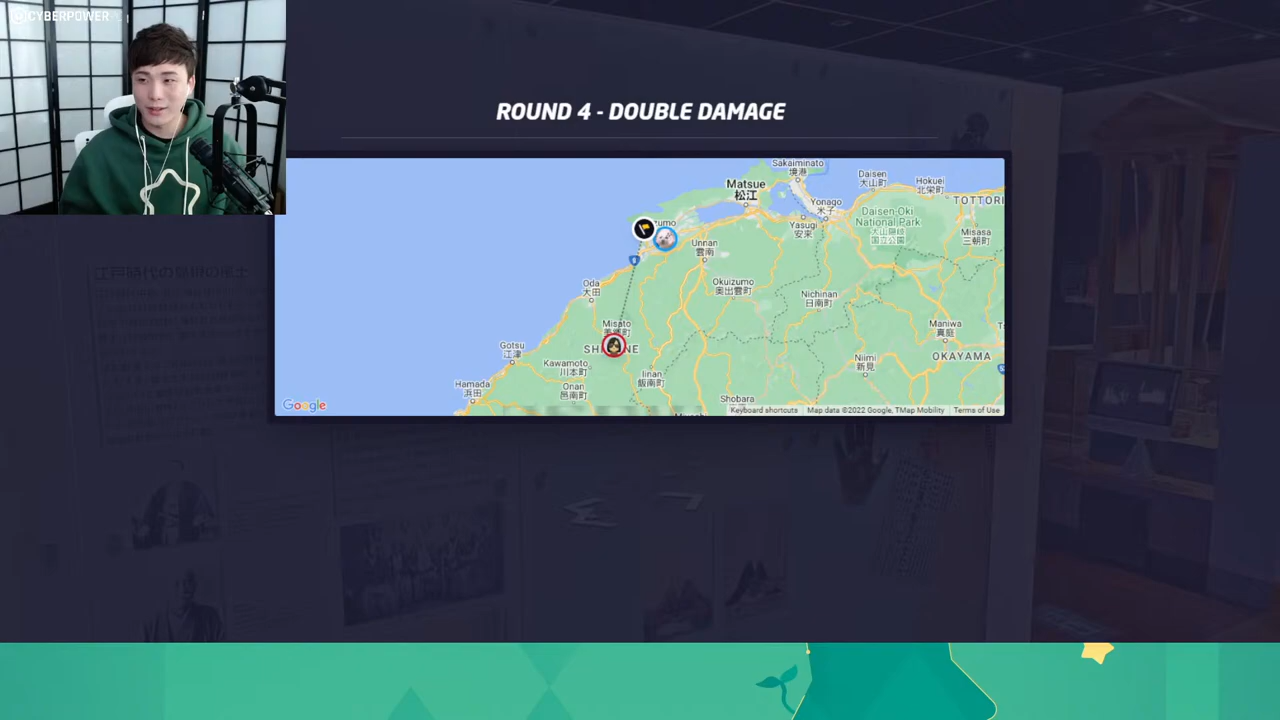 CYBERPOWER
ROUND 4 - DOUBLE DAMAGE
Sakaiminato
境港
Matsue
松江
Daisen
大山町
Hokuei
北栄町
Yonago
米子
TOTTORI
Daisen-Oki
National Park
大山隠岐
国立公園
Yasugi
安来
Misasa
三朝町
Unnan
雲南
Oda
大田
Okuizumo
奥出雲町
Nichinan
日南町
Misato
美郷町
Maniwa
真庭
Gotsu
江津
OKAYAMA
Kawamoto
川本町
Niimi
新見
Iinan
飯南町
Hamada
浜田
Onan
邑南町
Shobara
Google
Keyboard shortcuts
Map data ©2022 Google, TMap Mobility
Terms of Use